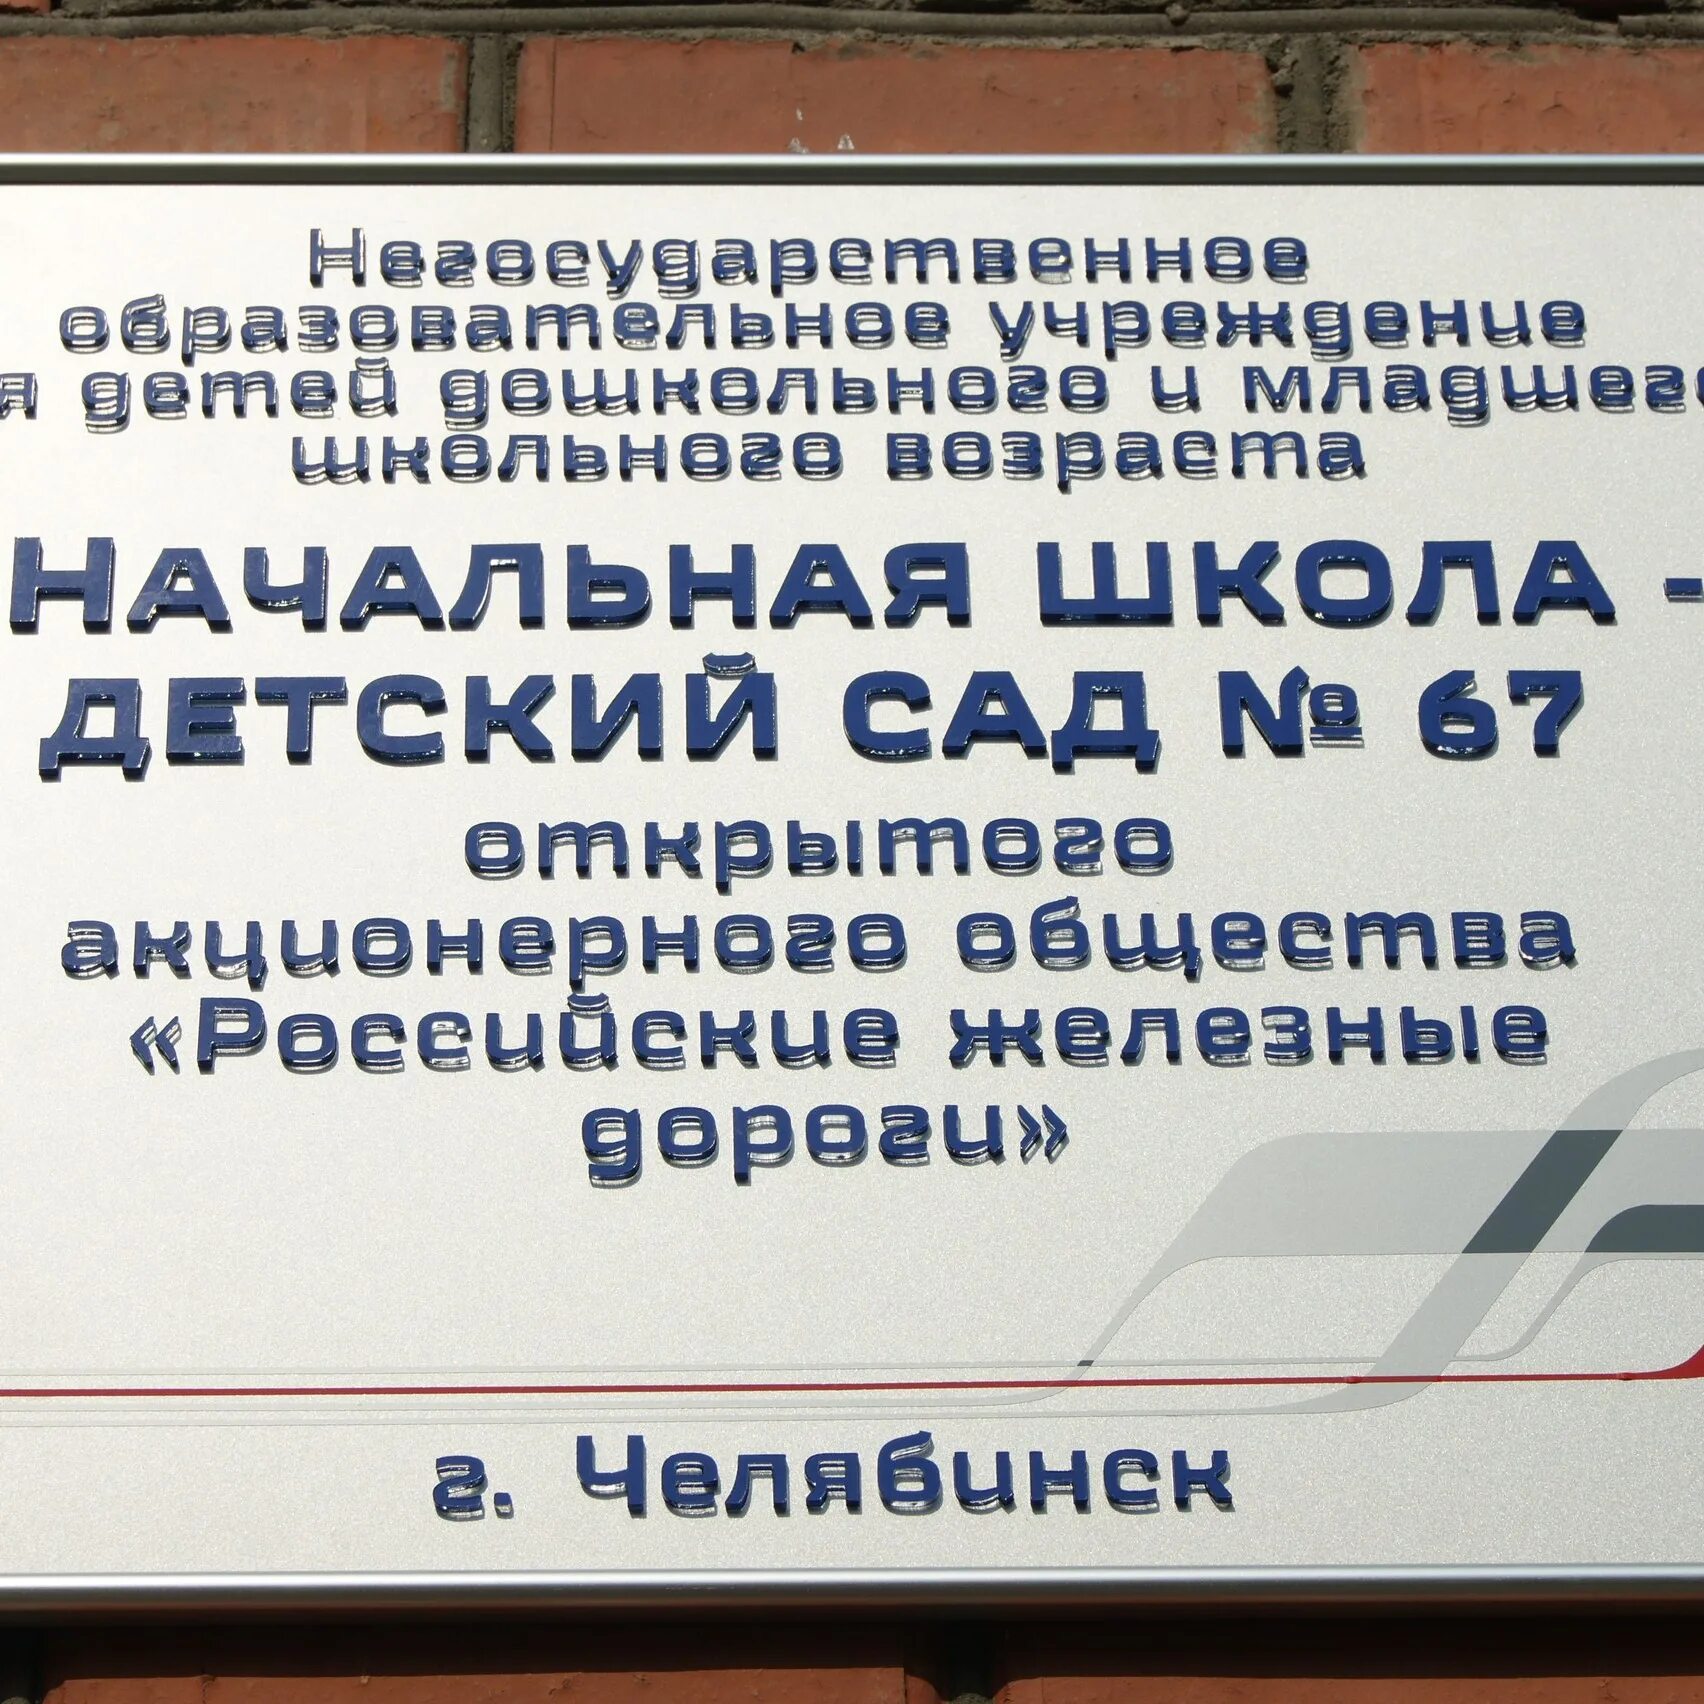 Негосударственное
образовательное учреждение
я детей дошкольного и младшего
школьного возраста
НАЧАЛЬНАЯ ШКОЛА -
ДЕТСКИЙ САД № 67
открытого
акционерного общества
«Российские железные
дороги»
г. Челябинск